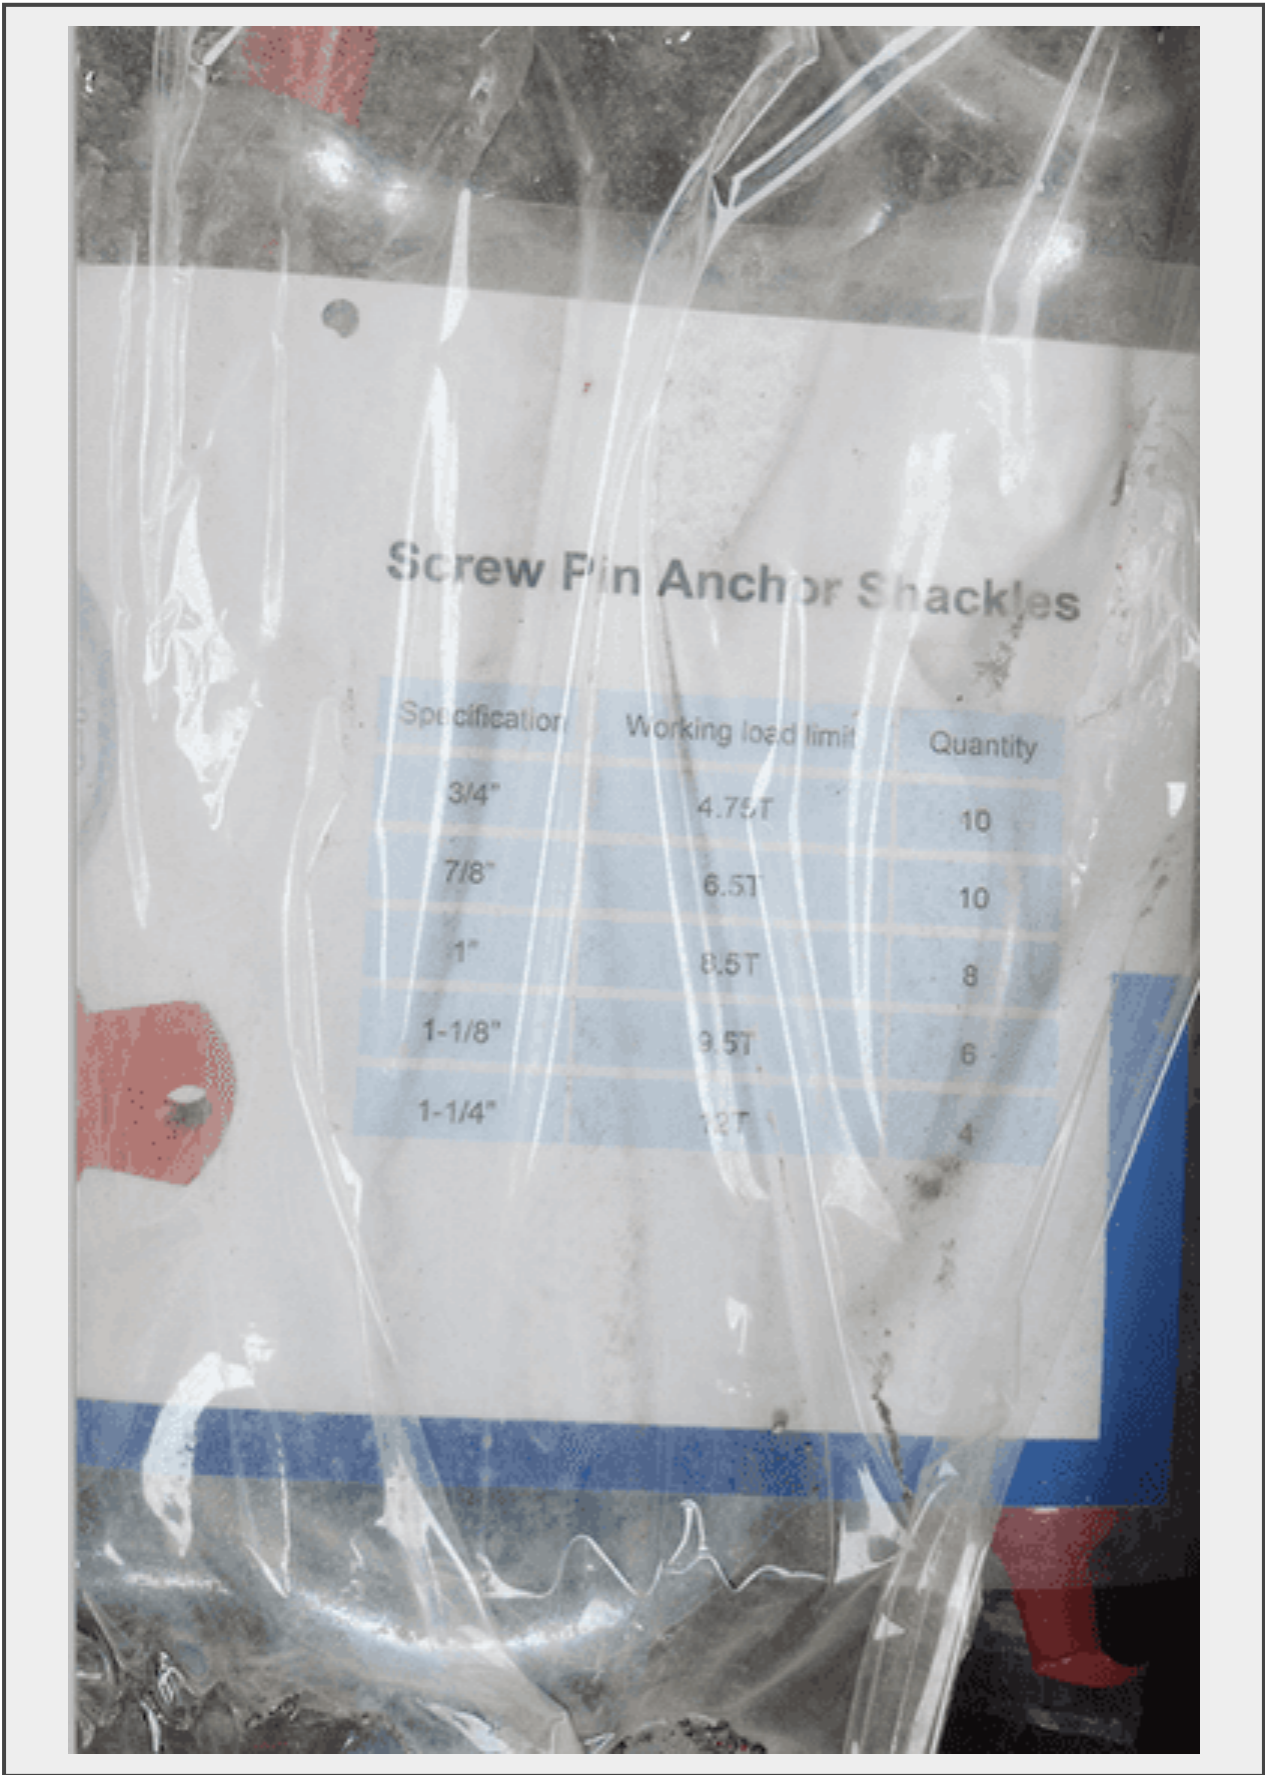 Screw Pin Anchor Shackles
Specification Working load limit Quantity
3/4" 4.75T 10
7/8" 6.5T 10
1" 8.5T 8
1-1/8" 9.5T 6
1-1/4" 12T 4